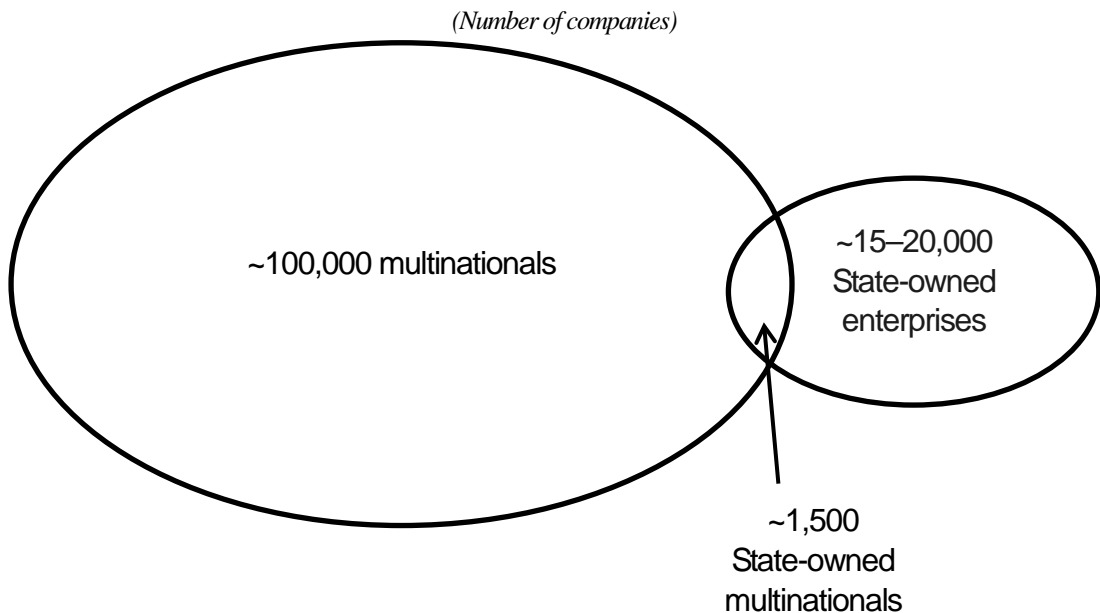 (Number of companies)
~100,000 multinationals
~15–20,000
State-owned
enterprises
~1,500
State-owned
multinationals